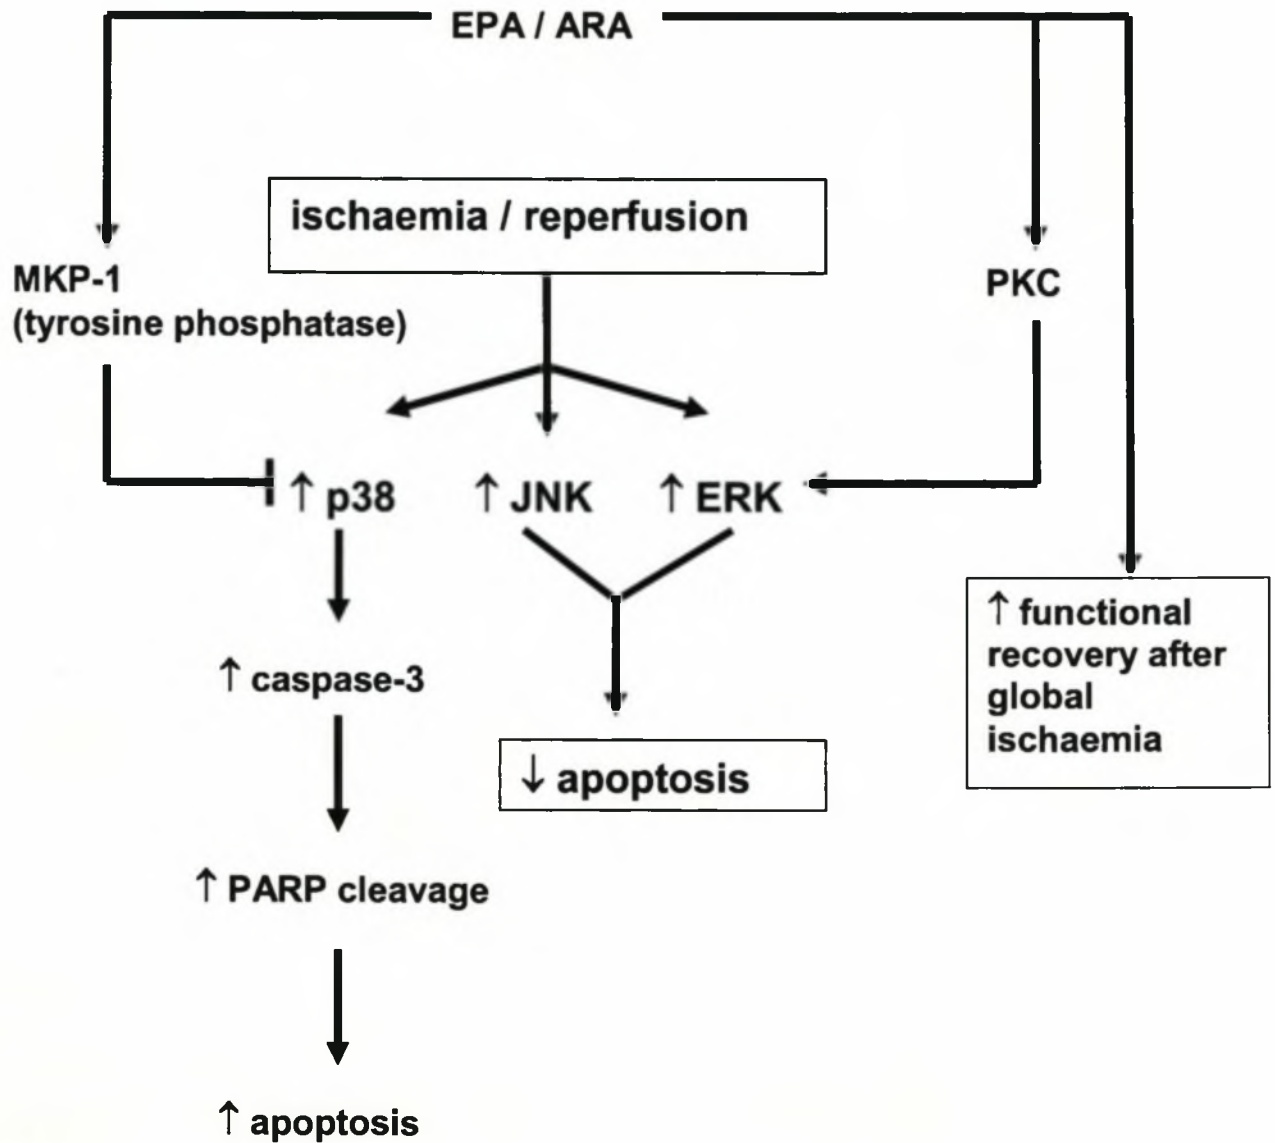 EPA / ARA
ischaemia / reperfusion
MKP-1
(tyrosine phosphatase)
PKC
↑ p38
↑ JNK
↑ ERK
↑ functional
recovery after
global
ischaemia
↑ caspase-3
↓ apoptosis
↑ PARP cleavage
↑ apoptosis